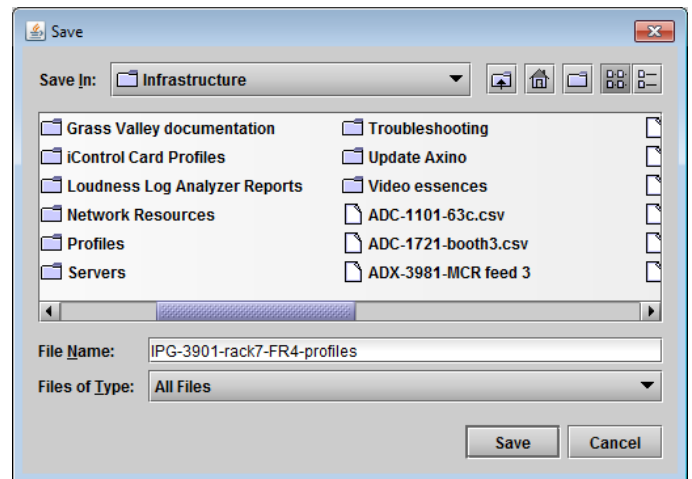 Save
Save In: Infrastructure
Grass Valley documentation
iControl Card Profiles
Loudness Log Analyzer Reports
Network Resources
Profiles
Servers
Troubleshooting
Update Axino
Video essences
ADC-1101-63c.csv
ADC-1721-booth3.csv
ADX-3981-MCR feed 3
File Name: IPG-3901-rack7-FR4-profiles
Files of Type: All Files
Save Cancel